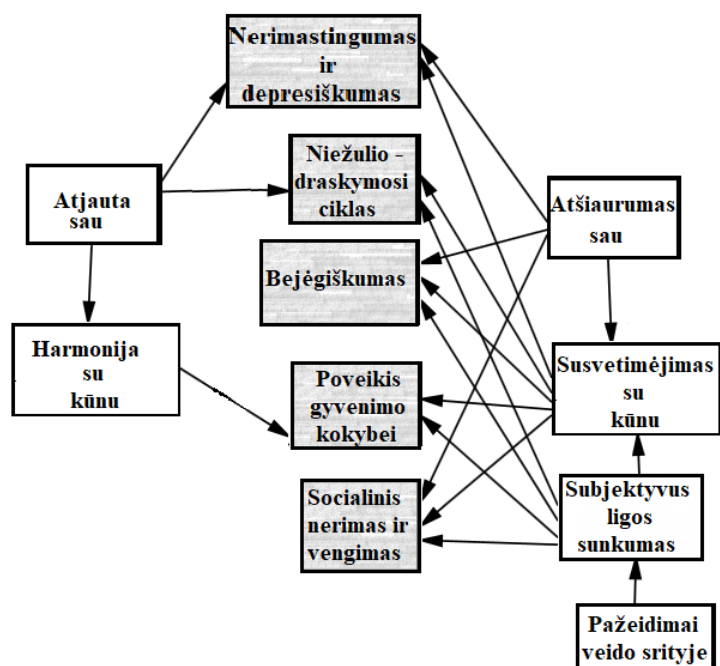 Nerimastingumas
ir
depresiškumas
Niežulio -
draskymosi
ciklas
Atjauta
sau
Atšiaurumas
sau
Bejėgiškumas
Harmonija
su
kūnu
Poveikis
gyvenimo
kokybei
Susvetimėjimas
su
kūnu
Socialinis
nerimas ir
vengimas
Subjektyvus
ligos
sunkumas
Pažeidimai
veido srityje